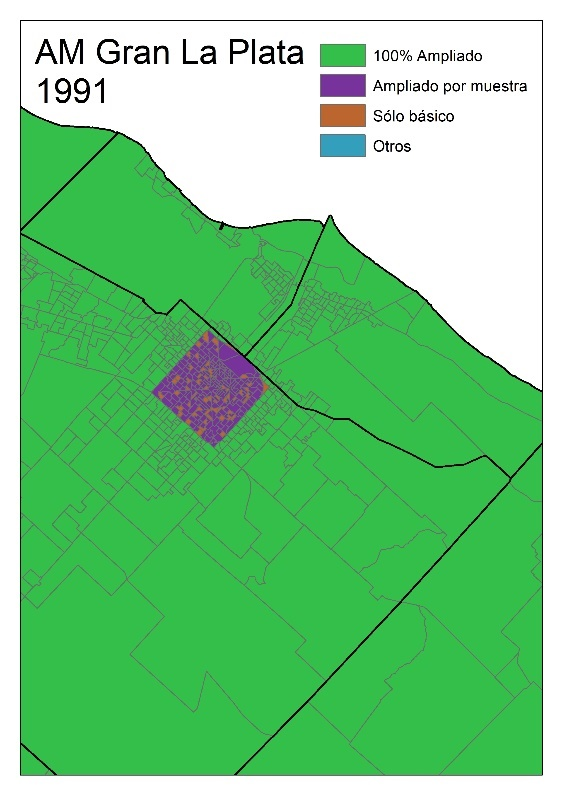 AM Gran La Plata
1991
100% Ampliado
Ampliado por muestra
Sólo básico
Otros